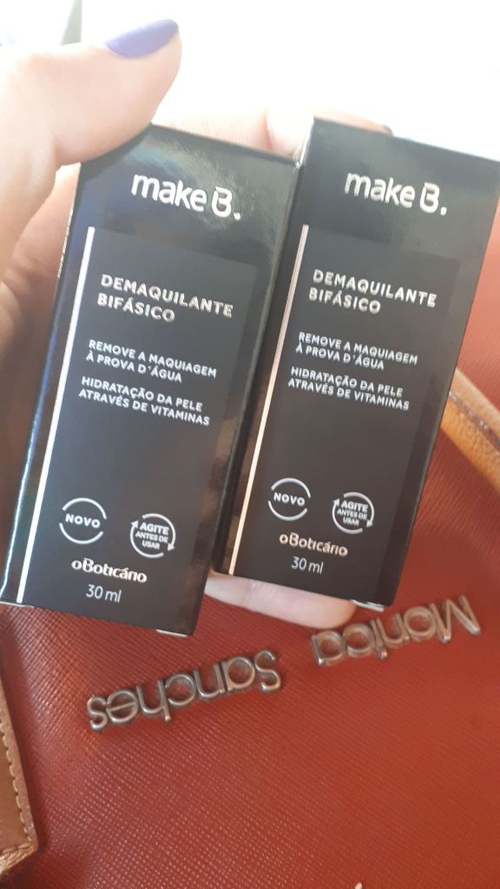 make B.
DEMAQUILANTE
BIFÁSICO
REMOVE A MAQUIAGEM
À PROVA D'ÁGUA
HIDRATAÇÃO DA PELE
ATRAVÉS DE VITAMINAS
NOVO
AGITE
ANTES DE
USAR
oBoticário
30 ml
make B.
DEMAQUILANTE
BIFÁSICO
REMOVE A MAQUIAGEM
À PROVA D'ÁGUA
HIDRATAÇÃO DA PELE
ATRAVÉS DE VITAMINAS
NOVO
AGITE
ANTES DE
USAR
oBoticário
30 ml
Monica
Sanches